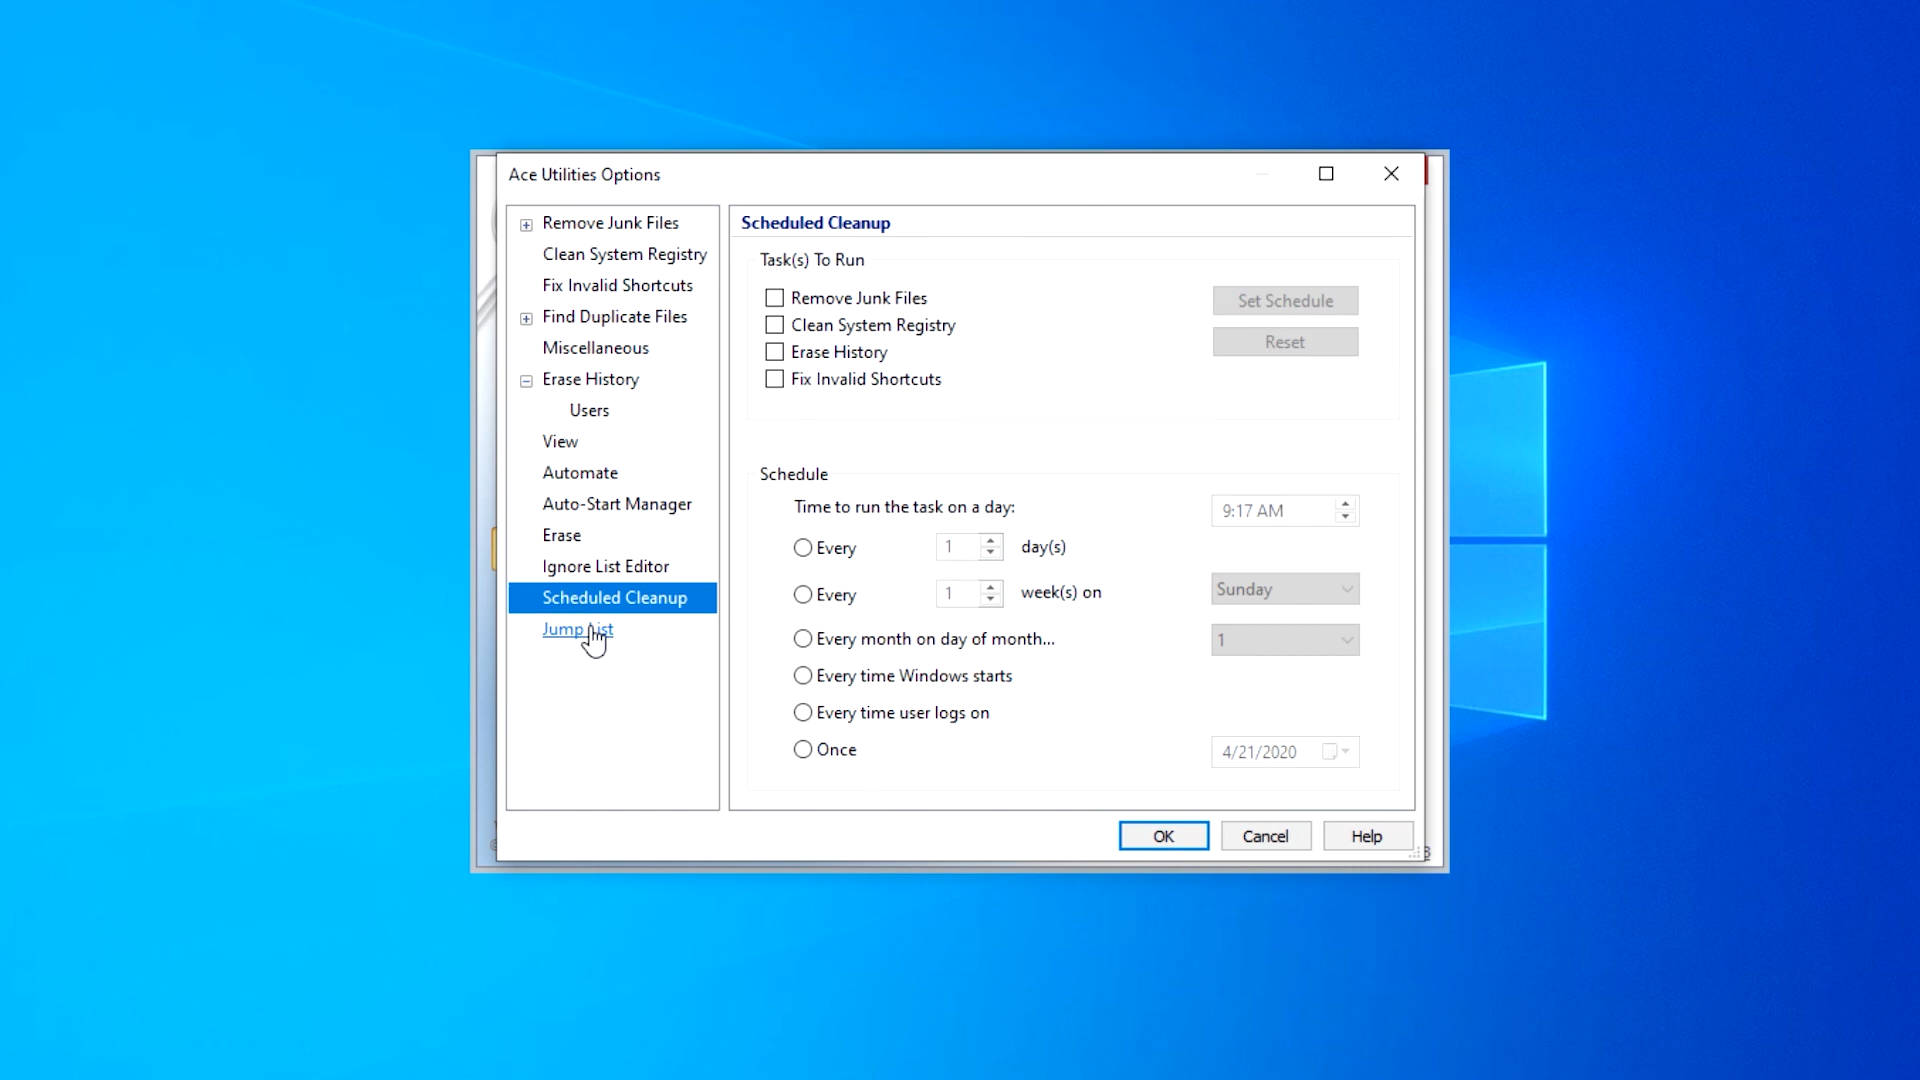 Ace Utilities Options
Remove Junk Files
Clean System Registry
Fix Invalid Shortcuts
Find Duplicate Files
Miscellaneous
Erase History
Users
View
Automate
Auto-Start Manager
Erase
Ignore List Editor
Scheduled Cleanup
Jump List
Scheduled Cleanup
Task(s) To Run
Remove Junk Files
Clean System Registry
Erase History
Fix Invalid Shortcuts
Set Schedule
Reset
Schedule
Time to run the task on a day: 9:17 AM
Every 1 day(s)
Every 1 week(s) on Sunday
Every month on day of month... 1
Every time Windows starts
Every time user logs on
Once 4/21/2020
OK Cancel Help